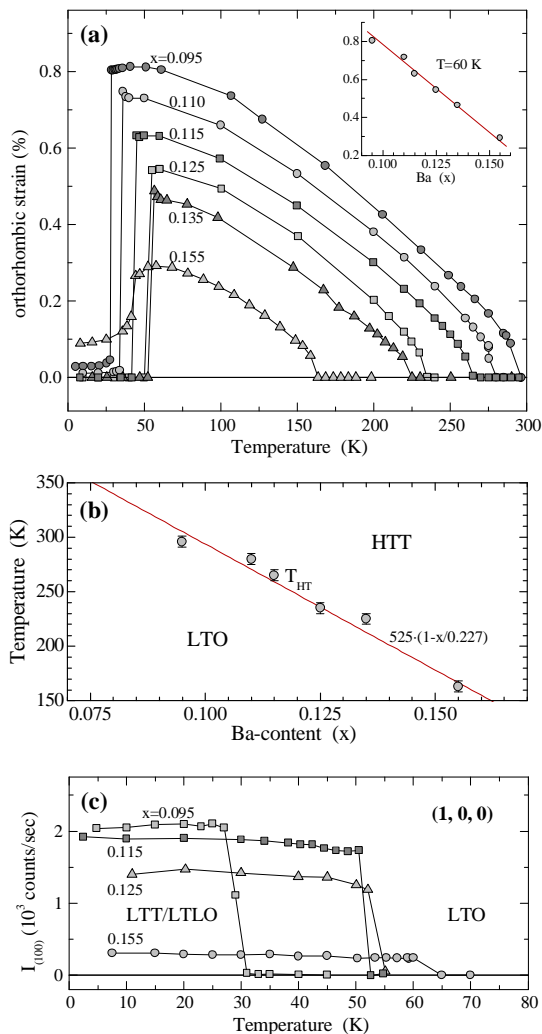 (a)
x=0.095
0.110
0.115
0.125
0.135
0.155
orthorhombic strain (%)
0.8
0.6
0.4
0.2
0.0
0 50 100 150 200 250 300
Temperature (K)
T=60 K
0.8
0.6
0.4
0.2
0.100 0.125 0.150
Ba (x)
(b)
HTT
T_HT
LTO
525·(1-x/0.227)
Temperature (K)
350
300
250
200
150
0.075 0.100 0.125 0.150
Ba-content (x)
(c)
x=0.095
(1, 0, 0)
0.115
0.125
LTT/LTLO
LTO
0.155
I(100) (10³ counts/sec)
2
1
0
0 10 20 30 40 50 60 70 80
Temperature (K)